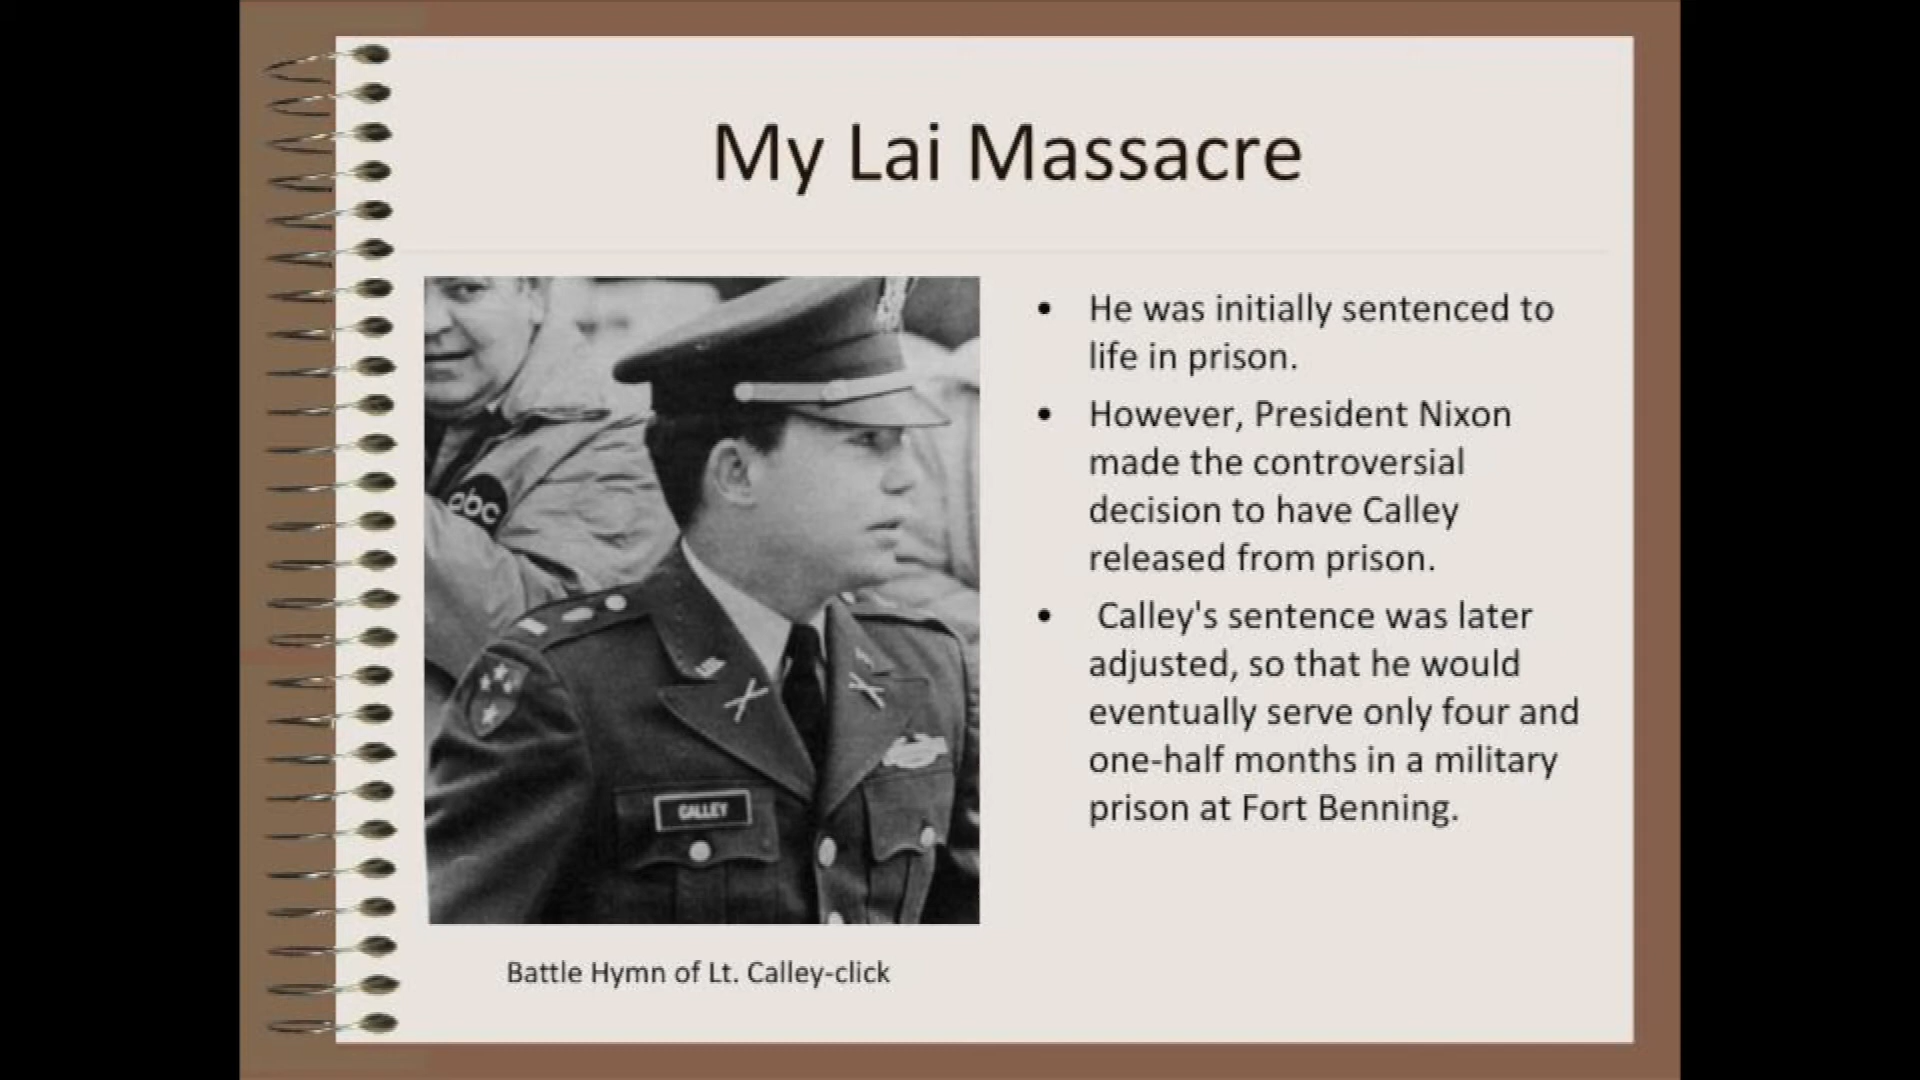 My Lai Massacre
abc
CALLEY
Battle Hymn of Lt. Calley-click
• He was initially sentenced to
life in prison.
• However, President Nixon
made the controversial
decision to have Calley
released from prison.
• Calley's sentence was later
adjusted, so that he would
eventually serve only four and
one-half months in a military
prison at Fort Benning.